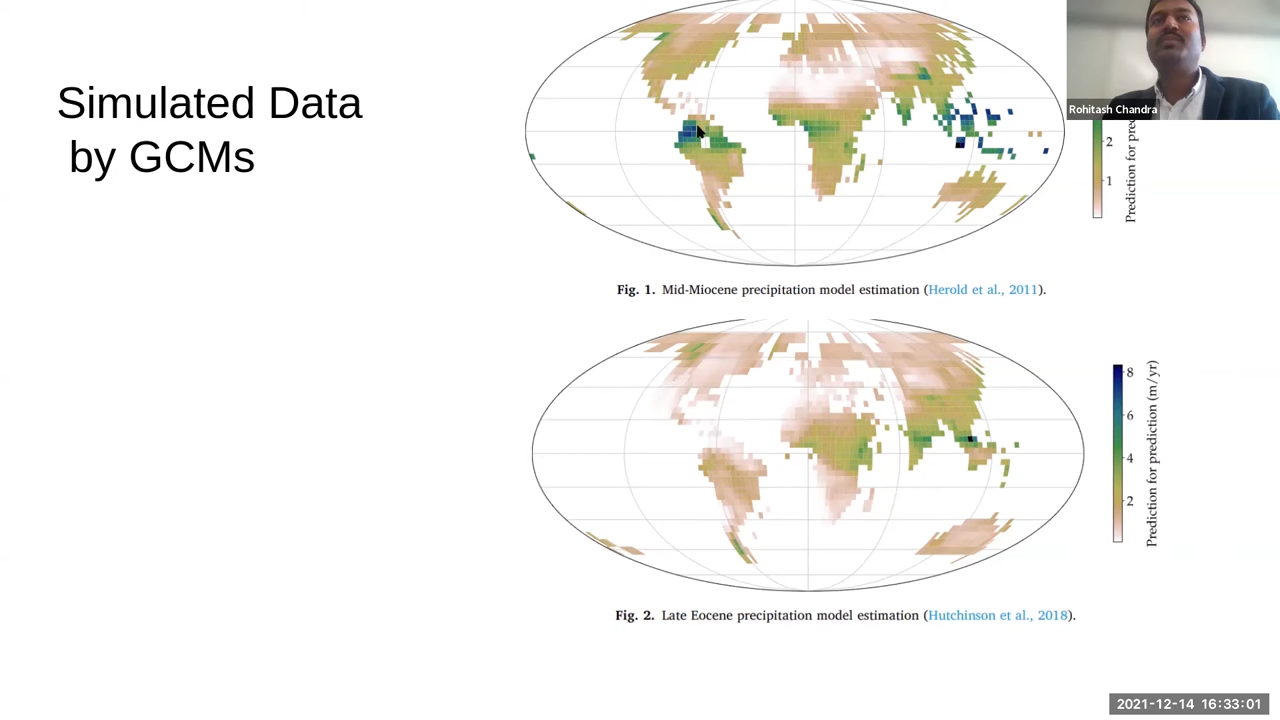 Simulated Data
by GCMs
Rohitash Chandra
2
1
Prediction for prec
Fig. 1. Mid-Miocene precipitation model estimation (Herold et al., 2011).
8
6
4
2
Prediction for prediction (m/yr)
Fig. 2. Late Eocene precipitation model estimation (Hutchinson et al., 2018).
2021-12-14 16:33:01